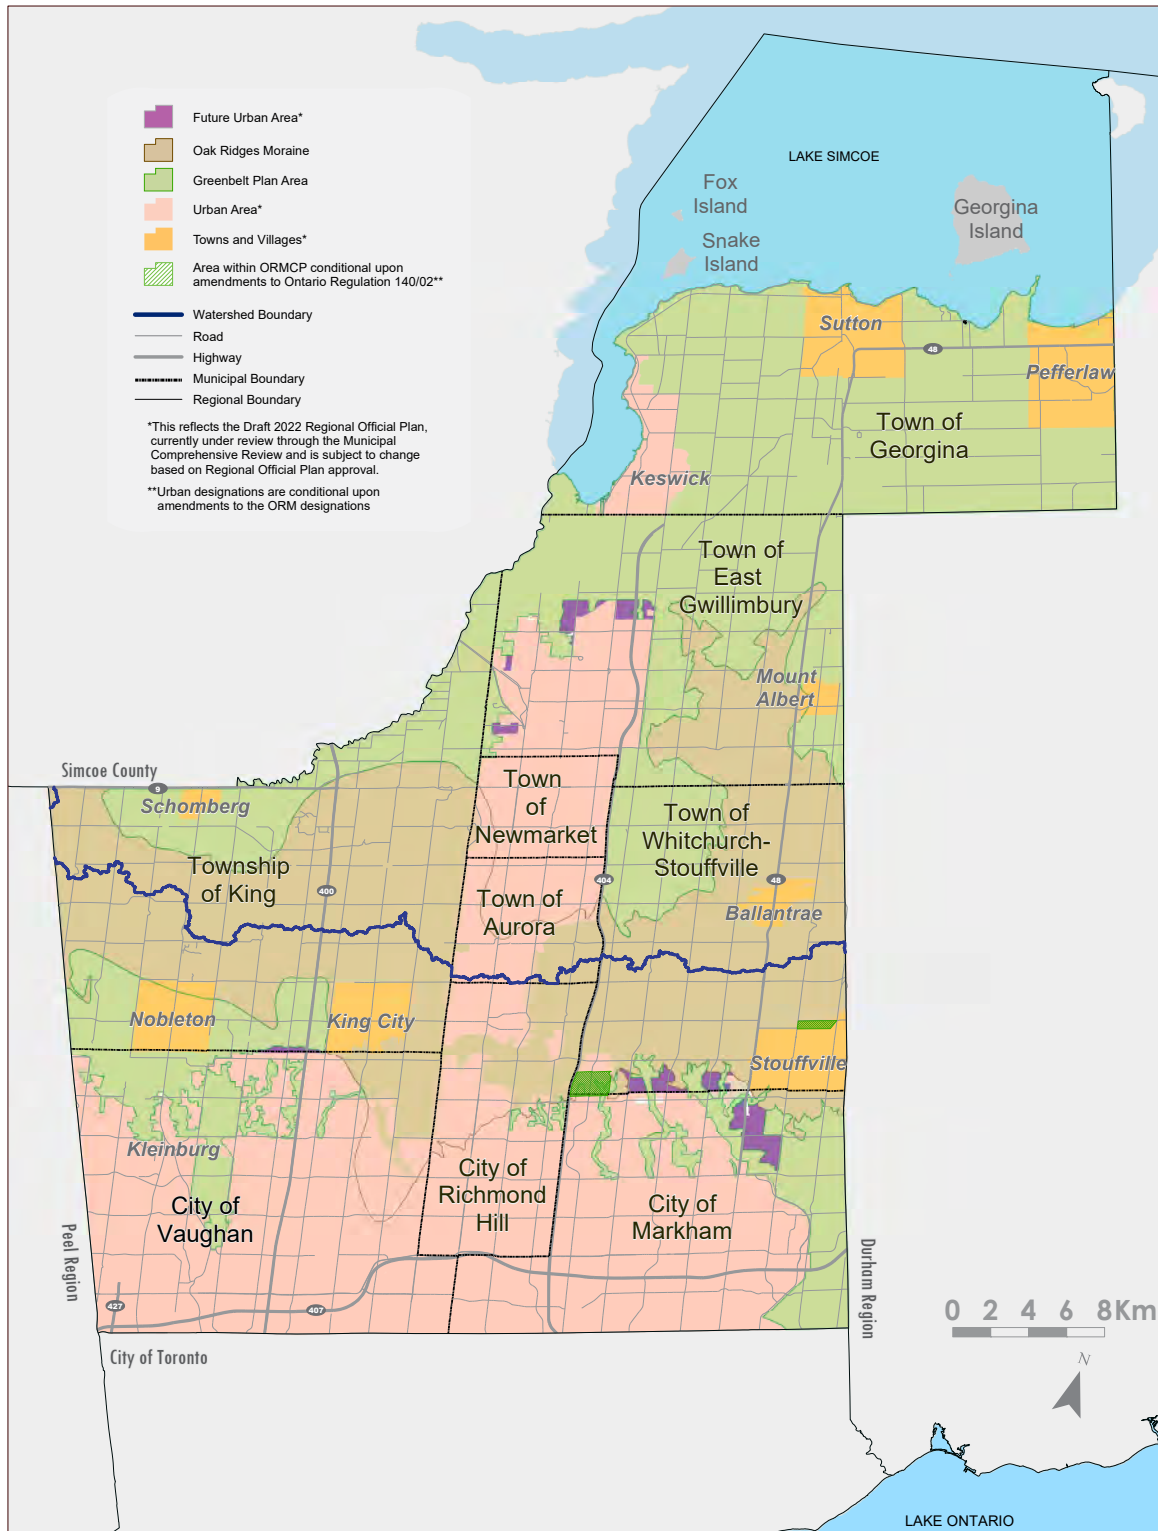 Future Urban Area*
Oak Ridges Moraine
Greenbelt Plan Area
Urban Area*
Towns and Villages*
Area within ORMCP conditional upon
amendments to Ontario Regulation 140/02**
Watershed Boundary
Road
Highway
Municipal Boundary
Regional Boundary
*This reflects the Draft 2022 Regional Official Plan,
currently under review through the Municipal
Comprehensive Review and is subject to change
based on Regional Official Plan approval.
**Urban designations are conditional upon
amendments to the ORM designations
LAKE SIMCOE
Fox
Island
Snake
Island
Georgina
Island
Sutton
48
Pefferlaw
Town of
Georgina
Keswick
Town of
East
Gwillimbury
Mount
Albert
Simcoe County
9
Schomberg
Town
of
Newmarket
Town of
Whitchurch-
Stouffville
Township
of King
400
404
48
Town of
Aurora
Ballantrae
Nobleton
King City
Stouffville
Kleinburg
City of
Vaughan
City of
Richmond
Hill
City of
Markham
Peel Region
Durham Region
427
407
City of Toronto
0 2 4 6 8Km
N
LAKE ONTARIO